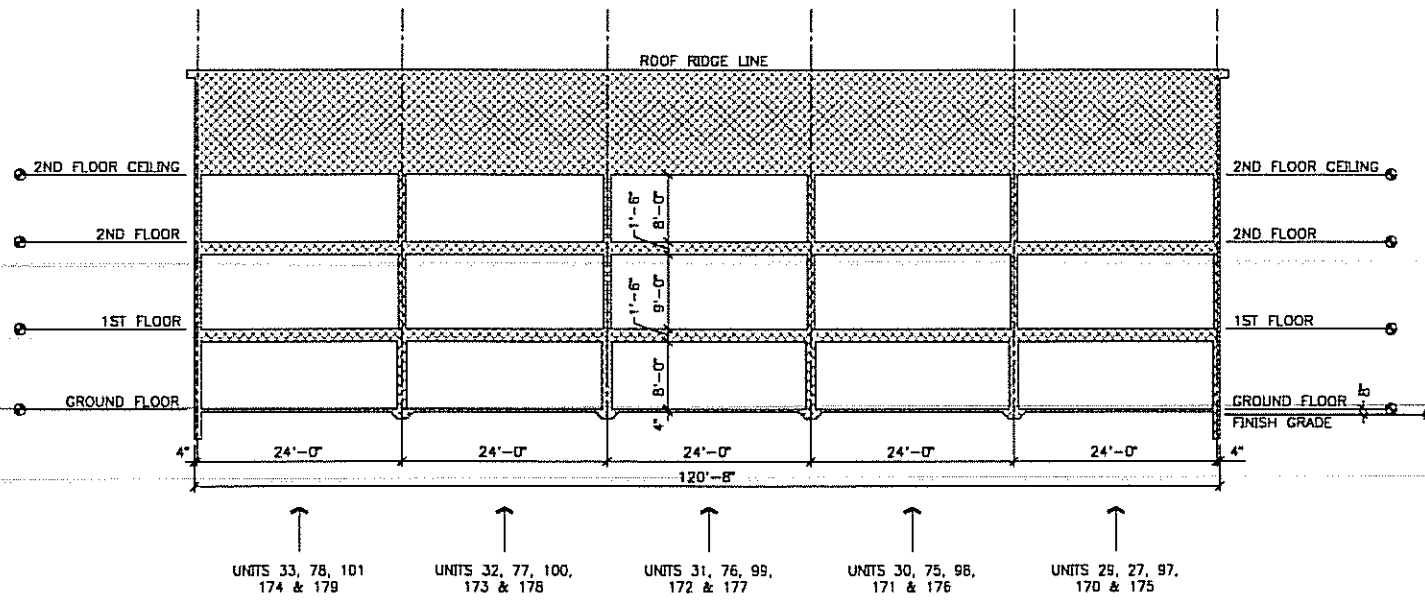 ROOF RIDGE LINE
2ND FLOOR CEILING
2ND FLOOR CEILING
1'-6"
8'-0"
2ND FLOOR
2ND FLOOR
1'-6"
9'-0"
1ST FLOOR
1ST FLOOR
8'-0"
4"
GROUND FLOOR
GROUND FLOOR
FINISH GRADE
4"
24'-0"
24'-0"
24'-0"
24'-0"
24'-0"
4"
120'-8"
UNITS 33, 78, 101
174 & 179
UNITS 32, 77, 100,
173 & 178
UNITS 31, 76, 99,
172 & 177
UNITS 30, 75, 98,
171 & 176
UNITS 29, 27, 97,
170 & 175